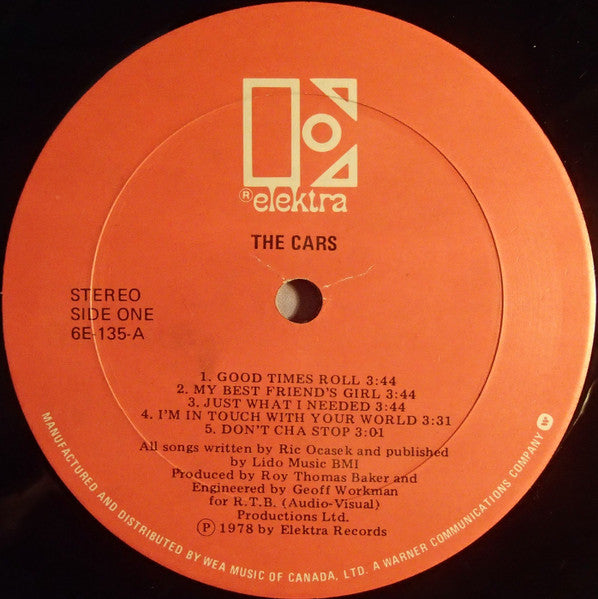 ® elektra
THE CARS
STEREO
SIDE ONE
6E-135-A
1. GOOD TIMES ROLL 3:44
2. MY BEST FRIEND'S GIRL 3:44
3. JUST WHAT I NEEDED 3:44
4. I'M IN TOUCH WITH YOUR WORLD 3:31
5. DON'T CHA STOP 3:01
All songs written by Ric Ocasek and published
by Lido Music BMI
Produced by Roy Thomas Baker and
Engineered by Geoff Workman
for R.T.B. (Audio-Visual)
Productions Ltd.
Ⓟ 1978 by Elektra Records
MANUFACTURED AND DISTRIBUTED BY WEA MUSIC OF CANADA, LTD. A WARNER COMMUNICATIONS COMPANY